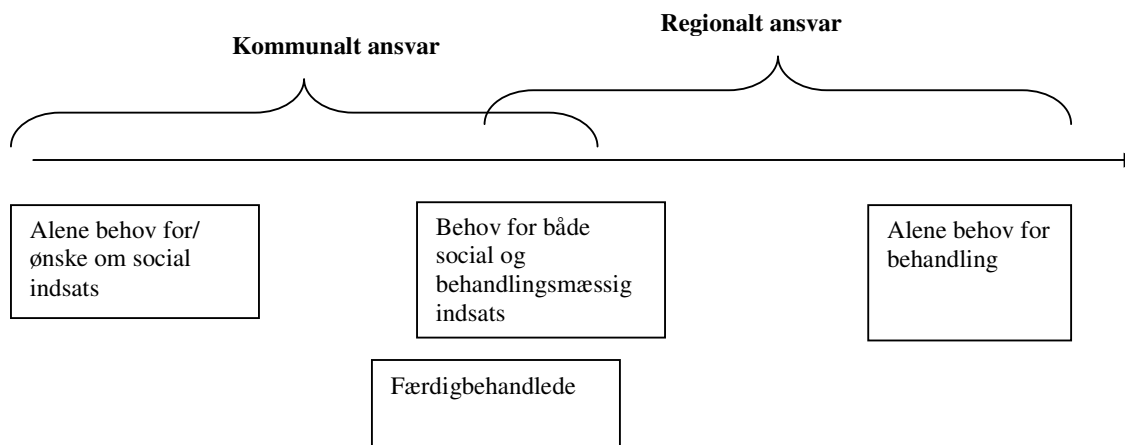 Regionalt ansvar
Kommunalt ansvar
Alene behov for/
ønske om social
indsats
Behov for både
social og
behandlingsmæssig
indsats
Alene behov for
behandling
Færdigbehandlede